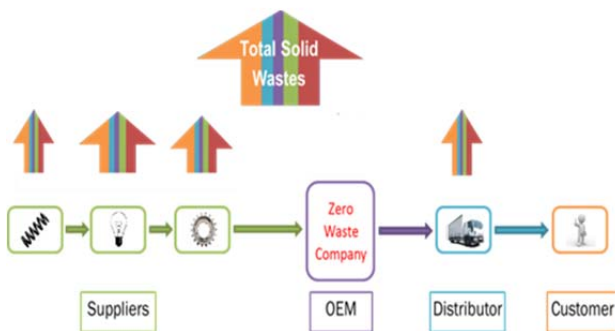 Total Solid
Wastes
Zero
Waste
Company
Suppliers
OEM
Distributor
Customer